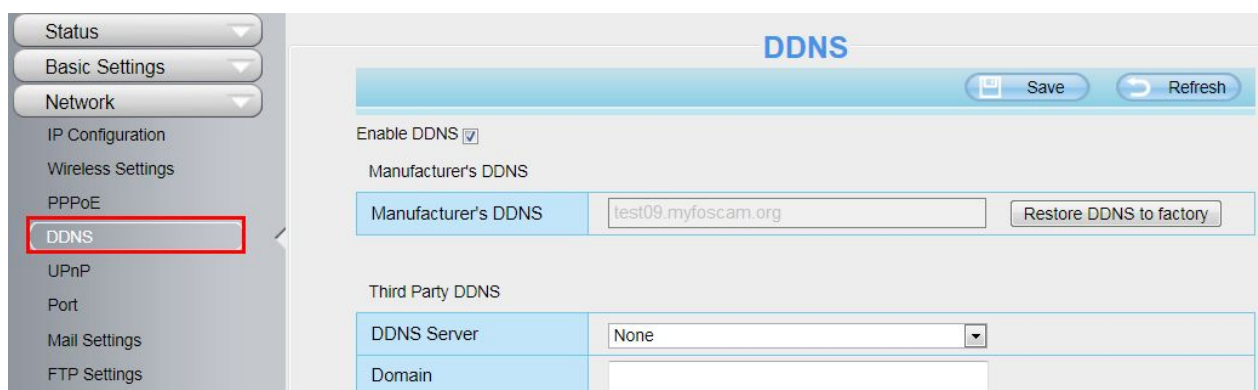 Status
Basic Settings
Network
IP Configuration
Wireless Settings
PPPoE
DDNS
UPnP
Port
Mail Settings
FTP Settings
DDNS
Save Refresh
Enable DDNS
Manufacturer's DDNS
Manufacturer's DDNS test09.myfoscam.org Restore DDNS to factory
Third Party DDNS
DDNS Server None
Domain